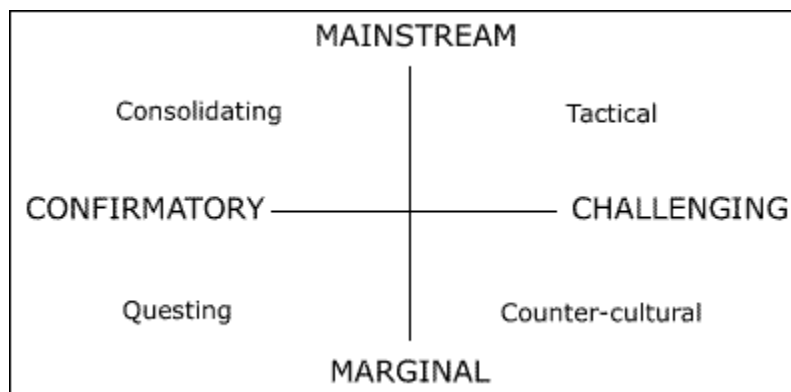 MAINSTREAM
Consolidating
Tactical
CONFIRMATORY
CHALLENGING
Questing
Counter-cultural
MARGINAL